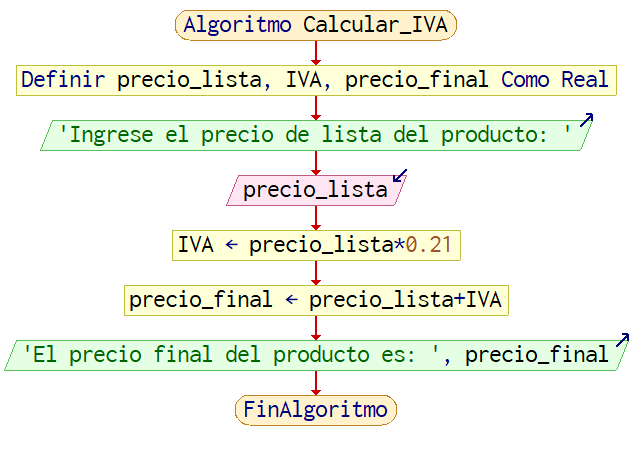 Algoritmo Calcular_IVA
Definir precio_lista, IVA, precio_final Como Real
'Ingrese el precio de lista del producto: '
precio_lista
IVA ← precio_lista*0.21
precio_final ← precio_lista+IVA
'El precio final del producto es: ', precio_final
FinAlgoritmo